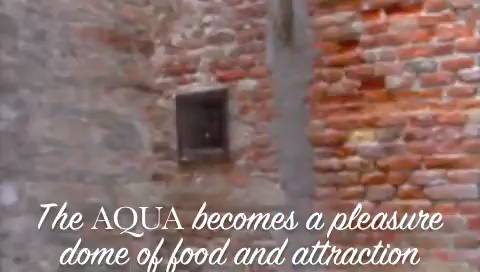 The AQUA becomes a pleasure
dome of food and attraction